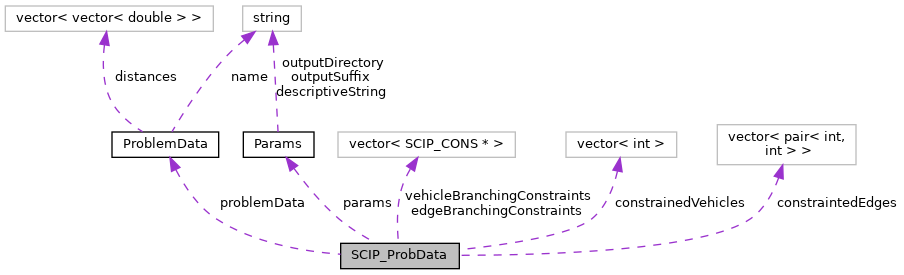 vector< vector< double > >
string
distances
name
outputDirectory
outputSuffix
descriptiveString
ProblemData
Params
vector< SCIP_CONS * >
vector< int >
vector< pair< int,
int > >
problemData
params
vehicleBranchingConstraints
edgeBranchingConstraints
constrainedVehicles
constraintedEdges
SCIP_ProbData